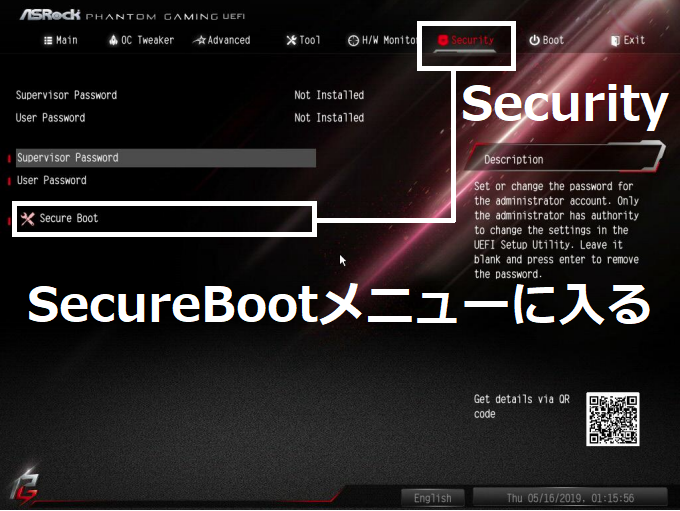 ASRock PHANTOM GAMING UEFI
Main OC Tweaker Advanced Tool H/W Monitor Security Boot Exit
Supervisor Password Not Installed
User Password Not Installed
Security
Supervisor Password
User Password
Secure Boot
Description
Set or change the password for
the administrator account. Only
the administrator has authority
to change the settings in the
UEFI Setup Utility. Leave it
blank and press enter to remove
the password.
SecureBootメニューに入る
Get details via QR
code
English Thu 05/16/2019. 01:15:56